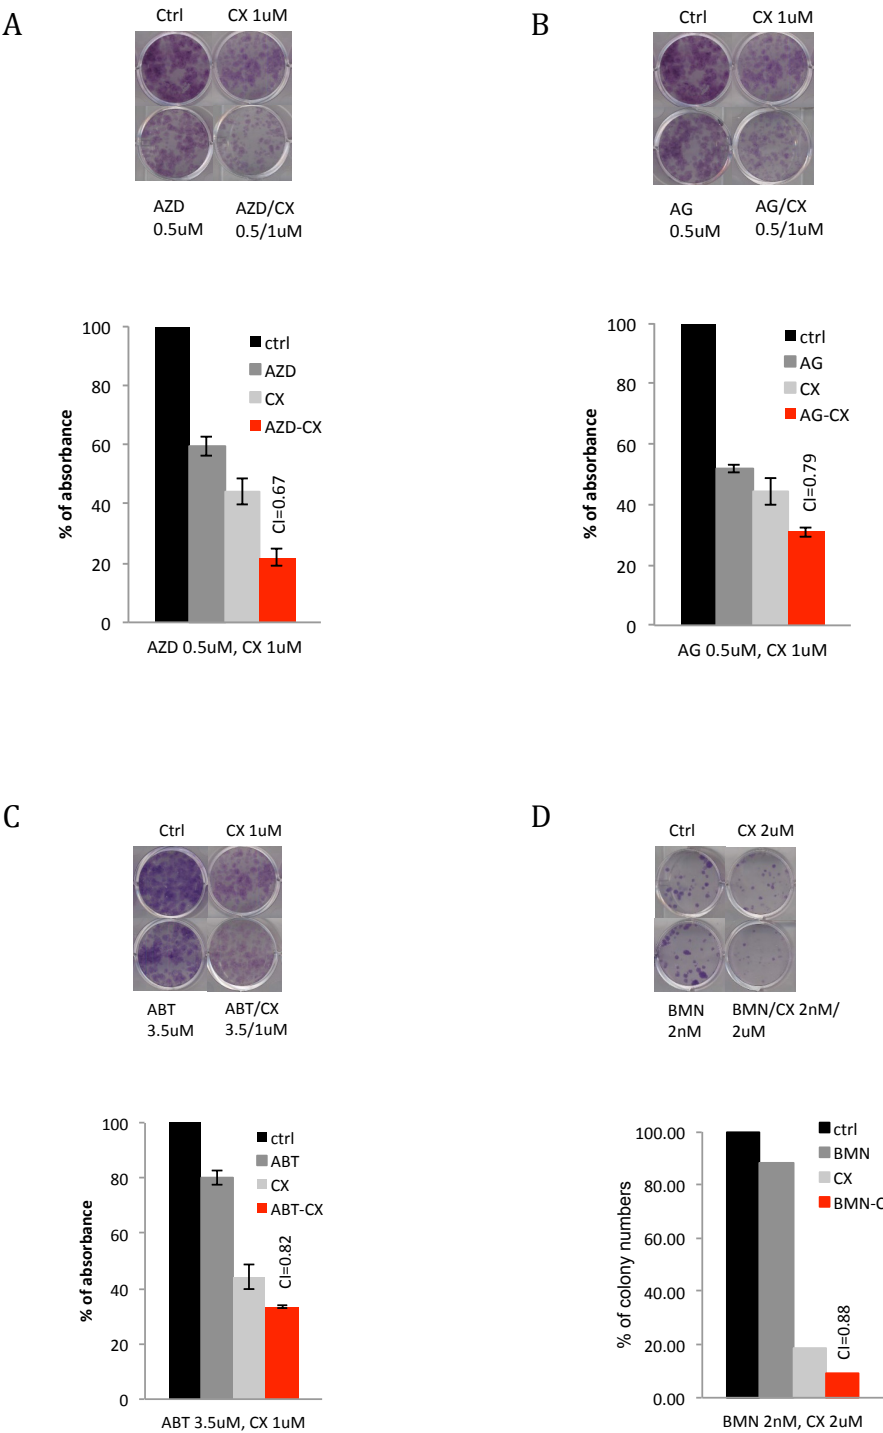 A
Ctrl CX 1uM
AZD AZD/CX
0.5uM 0.5/1uM
100
80
60
40
20
0
% of absorbance
ctrl
AZD
CX
AZD-CX
CI=0.67
AZD 0.5uM, CX 1uM
B
Ctrl CX 1uM
AG AG/CX
0.5uM 0.5/1uM
100
80
60
40
20
0
% of absorbance
ctrl
AG
CX
AG-CX
CI=0.79
AG 0.5uM, CX 1uM
C
Ctrl CX 1uM
ABT ABT/CX
3.5uM 3.5/1uM
100
80
60
40
20
0
% of absorbance
ctrl
ABT
CX
ABT-CX
CI=0.82
ABT 3.5uM, CX 1uM
D
Ctrl CX 2uM
BMN BMN/CX 2nM/
2nM 2uM
100.00
80.00
60.00
40.00
20.00
0.00
% of colony numbers
ctrl
BMN
CX
BMN-C
CI=0.88
BMN 2nM, CX 2uM